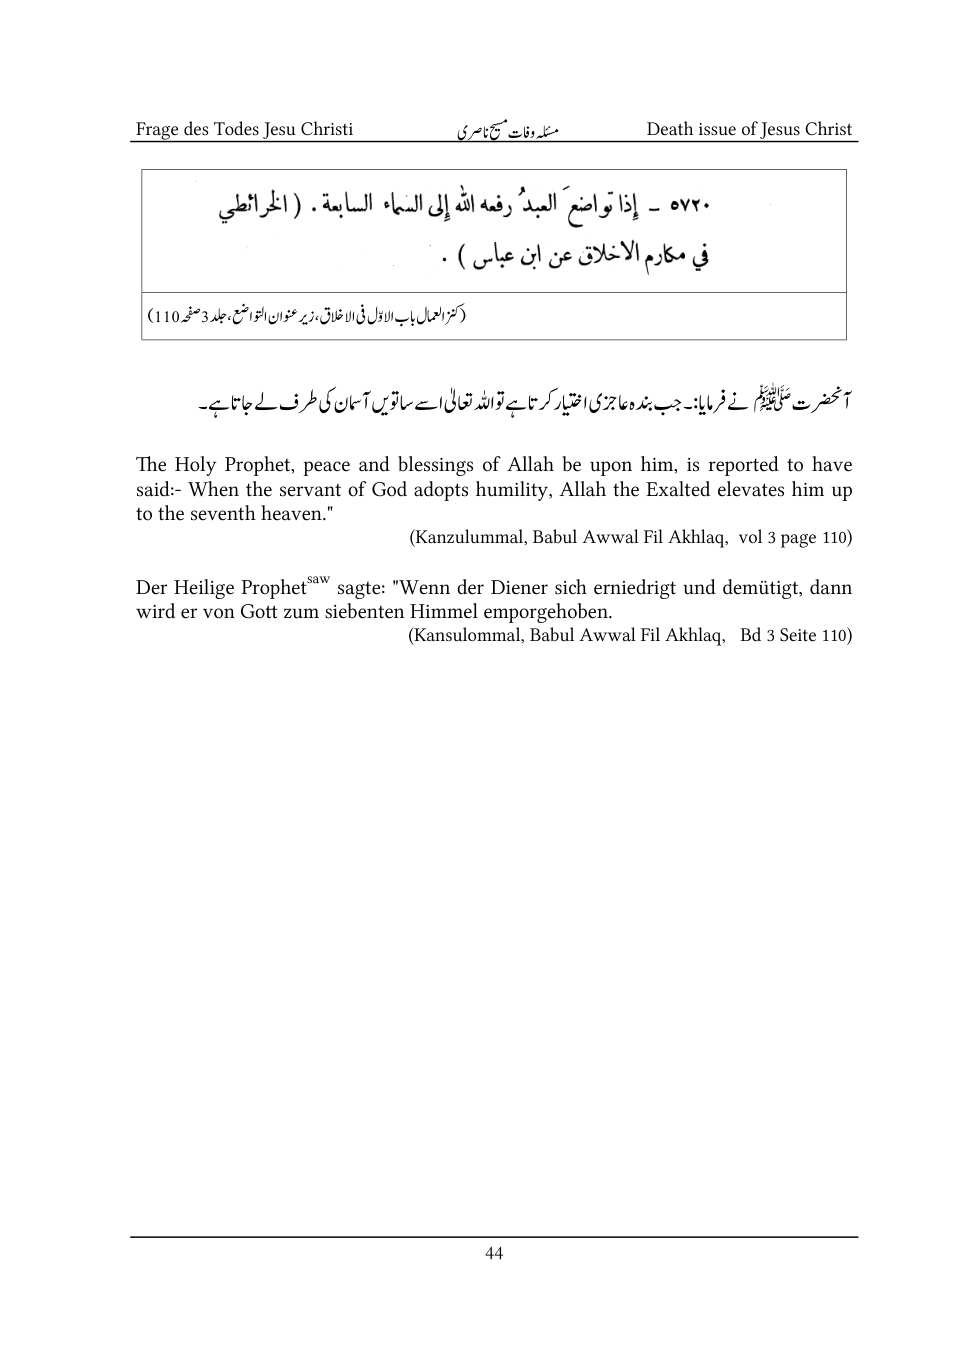 Frage des Todes Jesu Christi مسئلہ وفات مسیح ناصری Death issue of Jesus Christ
٥٧٢٠ ـ إذا تواضعَ العبدُ رفعه الله إلى السماء السابعة . ( الخرائطي
في مكارم الاخلاق عن ابن عباس ) .
(کنز العمال باب الاوّل فی الاخلاق، زیر عنوان التواضع، جلد 3 صفحہ 110)
آنحضرت ﷺ نے فرمایا:۔ جب بندہ عاجزی اختیار کرتا ہے تو اللہ تعالیٰ اسے ساتویں آسمان کی طرف لے جاتا ہے۔
The Holy Prophet, peace and blessings of Allah be upon him, is reported to have
said:- When the servant of God adopts humility, Allah the Exalted elevates him up
to the seventh heaven."
(Kanzulummal, Babul Awwal Fil Akhlaq, vol 3 page 110)
Der Heilige Prophetsaw sagte: "Wenn der Diener sich erniedrigt und demütigt, dann
wird er von Gott zum siebenten Himmel emporgehoben.
(Kansulommal, Babul Awwal Fil Akhlaq, Bd 3 Seite 110)
44